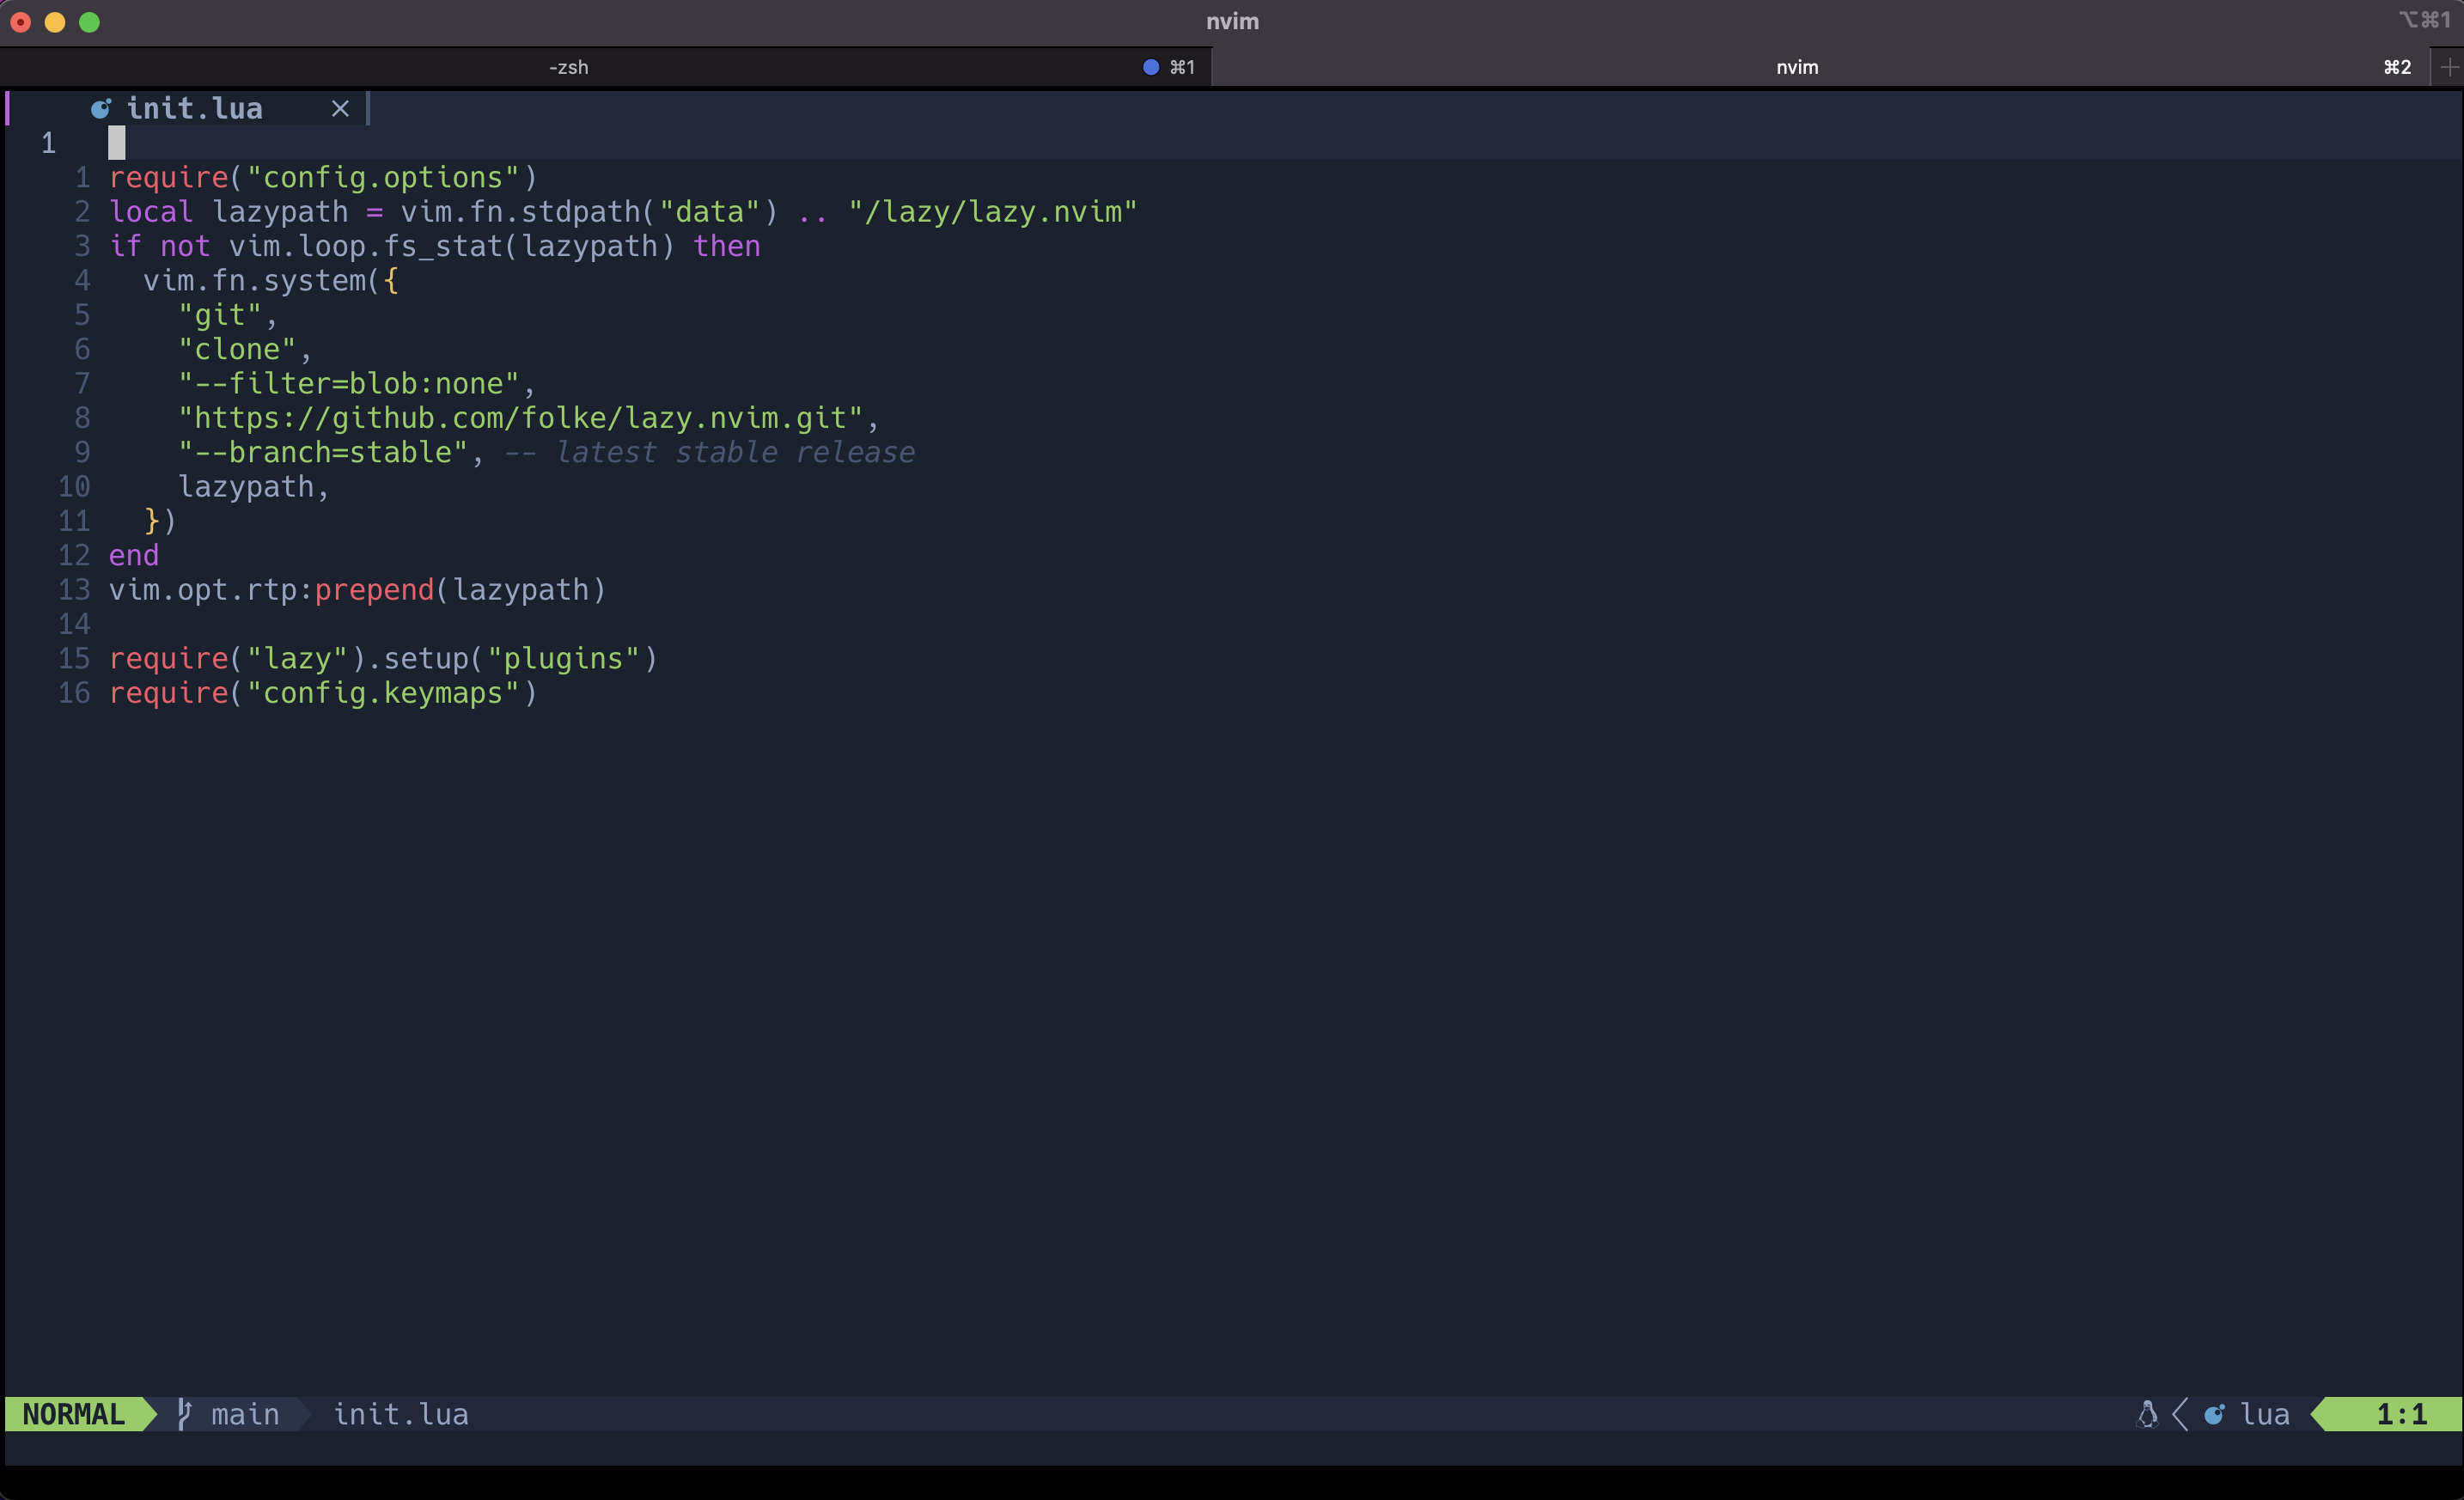 nvim ⌥⌘1
-zsh ⌘1 nvim ⌘2 +
init.lua ×
1
1 require("config.options")
2 local lazypath = vim.fn.stdpath("data") .. "/lazy/lazy.nvim"
3 if not vim.loop.fs_stat(lazypath) then
4   vim.fn.system({
5     "git",
6     "clone",
7     "--filter=blob:none",
8     "https://github.com/folke/lazy.nvim.git",
9     "--branch=stable", -- latest stable release
10     lazypath,
11   })
12 end
13 vim.opt.rtp:prepend(lazypath)
14
15 require("lazy").setup("plugins")
16 require("config.keymaps")
NORMAL main init.lua lua 1:1